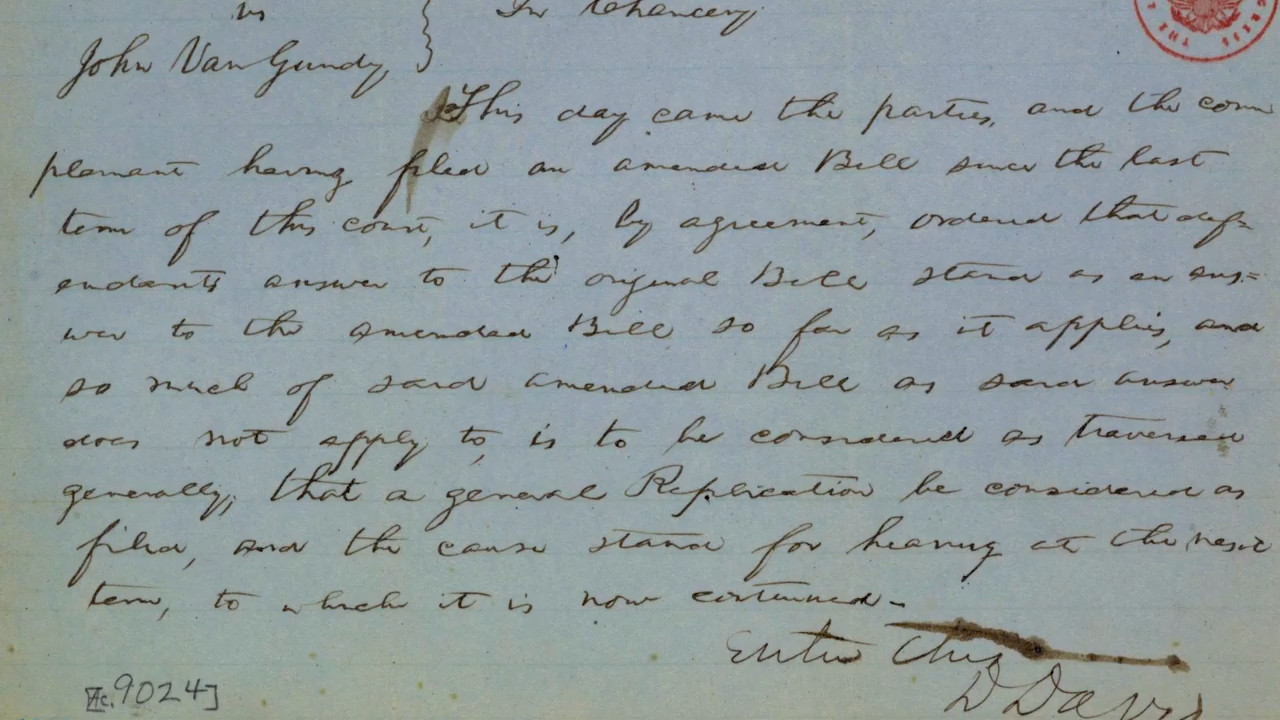 vs
In Chancery
John Van Gundy
This day came the parties, and the com
plainant having filed an amended Bill since the last
term of this court, it is, by agreement, ordered that def=
endants answer to the original Bill stand as an ans=
wer to the amended Bill so far as it applies, and
so much of said amended Bill as said answer
does not apply to, is to be considered as traversed
generally; that a general Replication be considered as
filed, and the cause stand for hearing at the next
term, to which it is now continued-
Enter this
D Davis
[Ac. 9024]